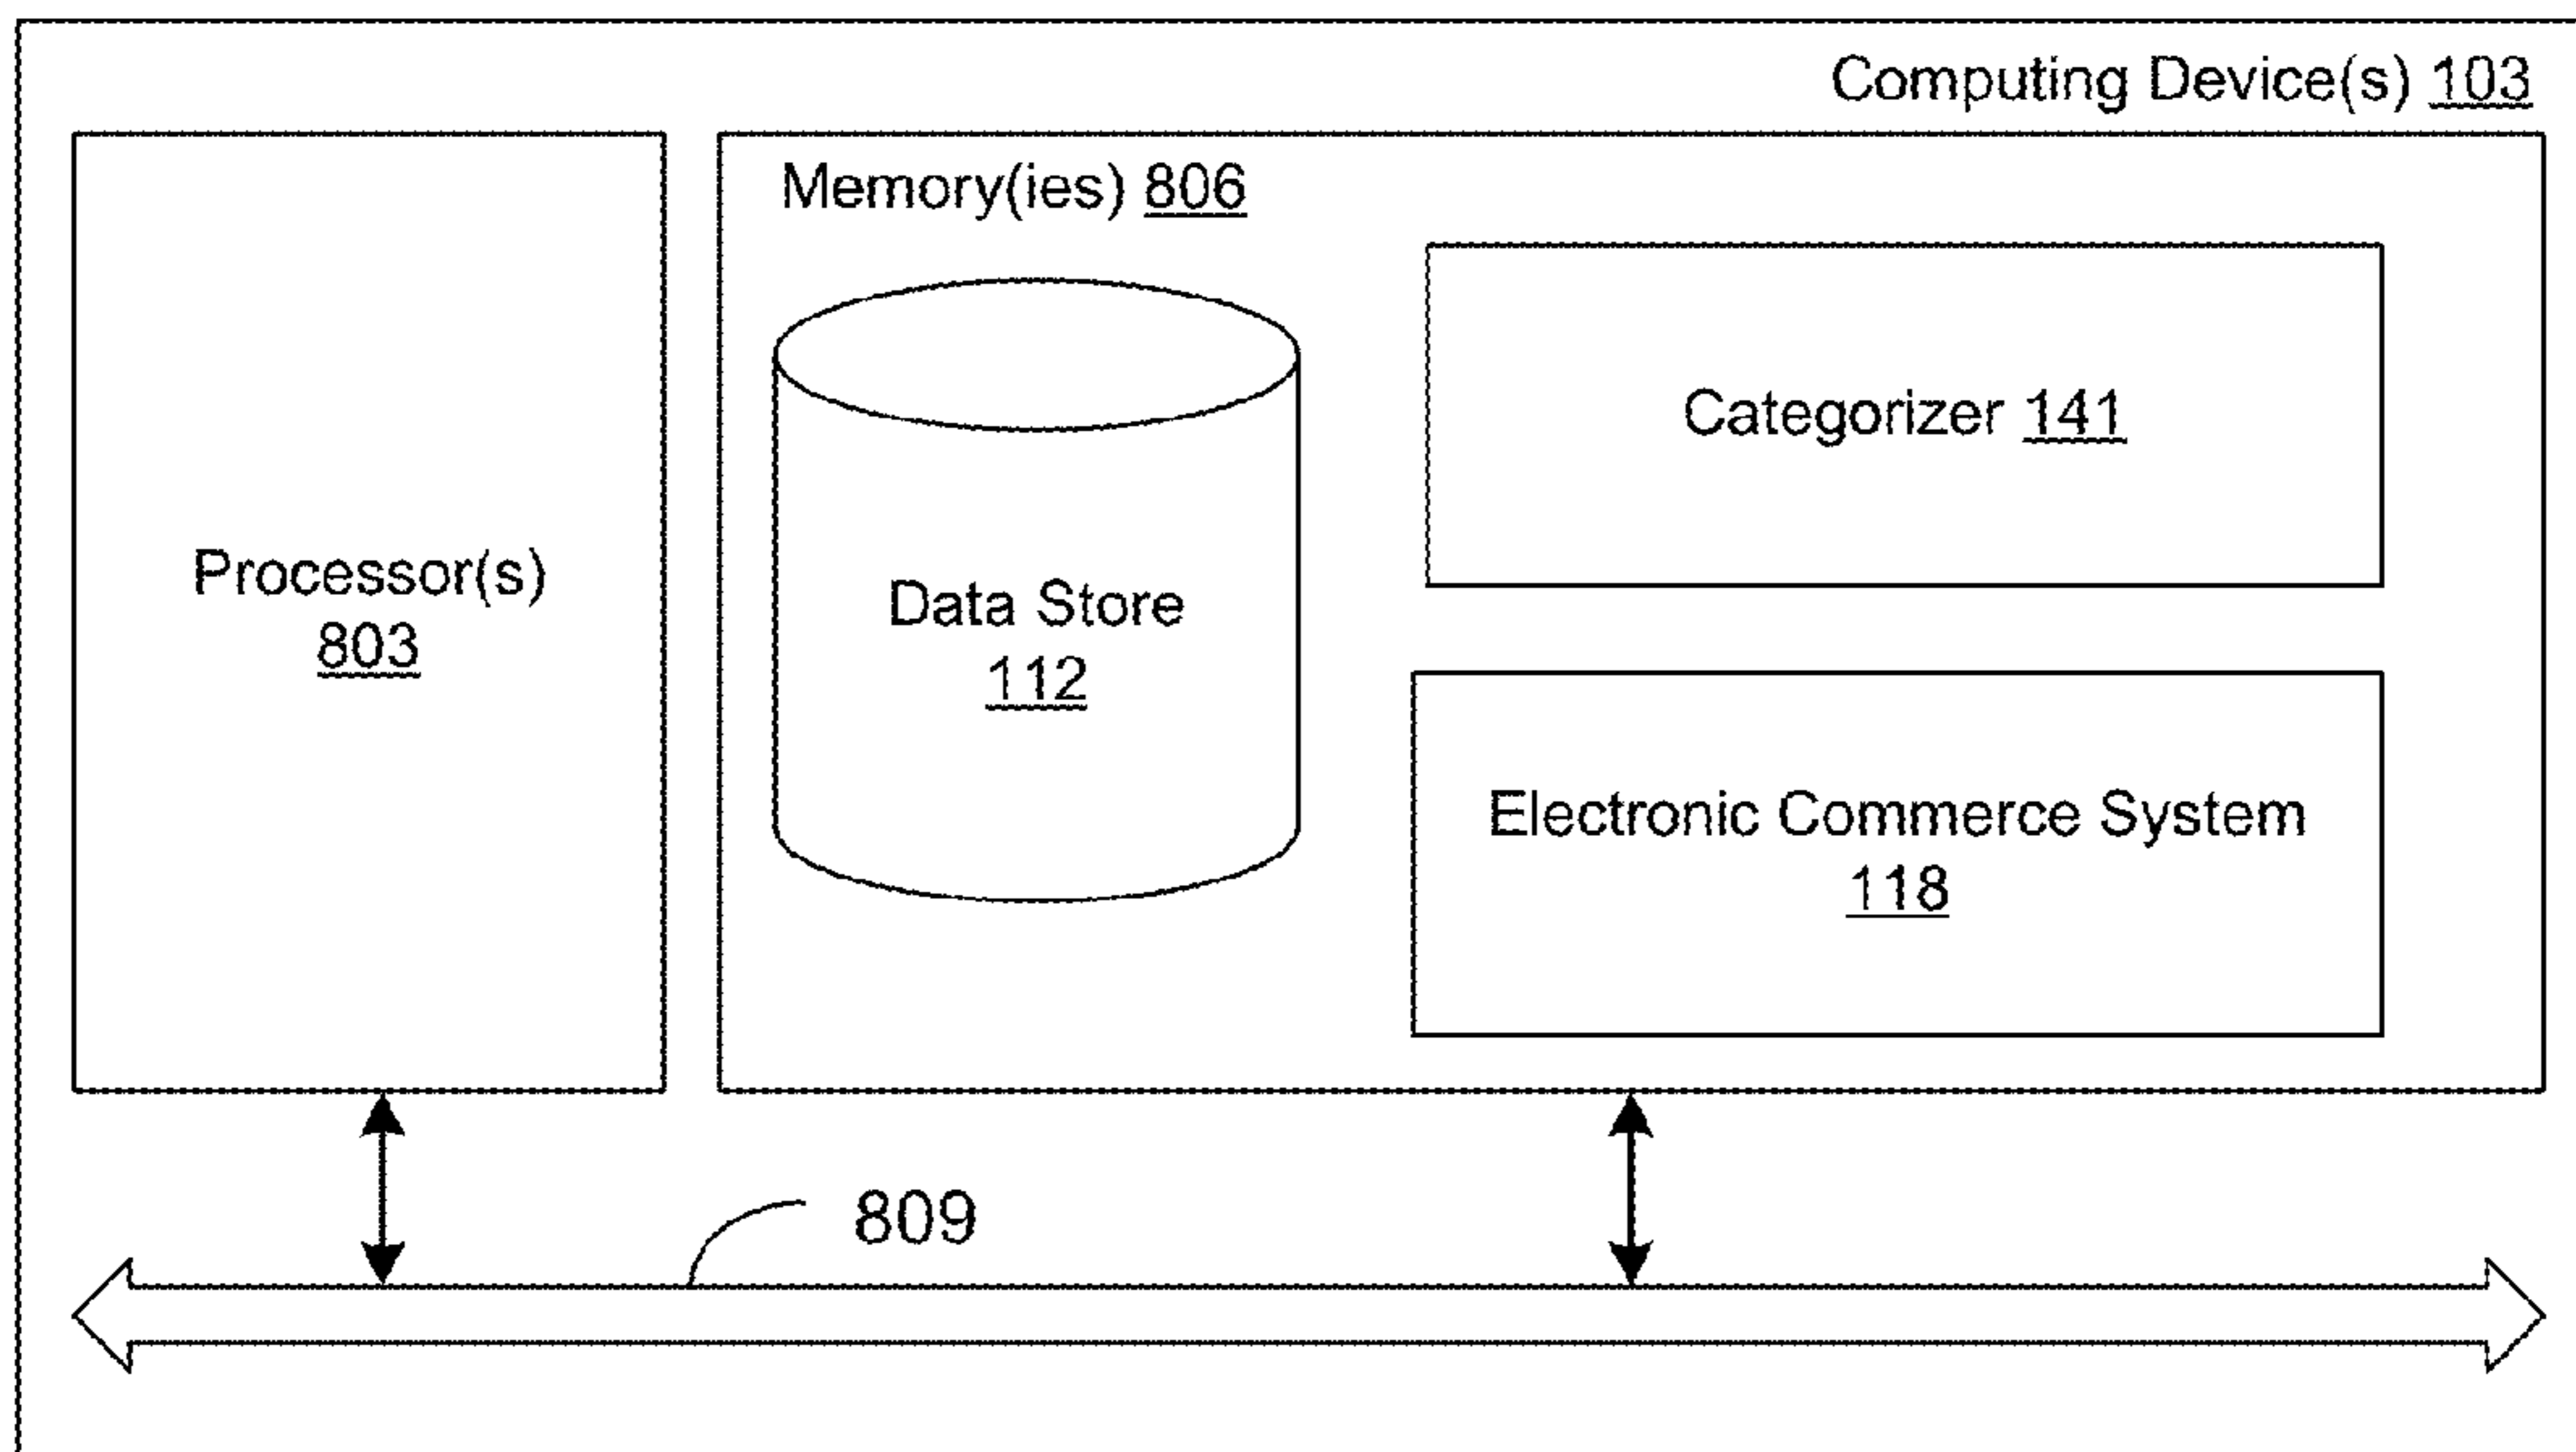 Computing Device(s) 103
Memory(ies) 806
Processor(s)
803
Data Store
112
Categorizer 141
Electronic Commerce System
118
809